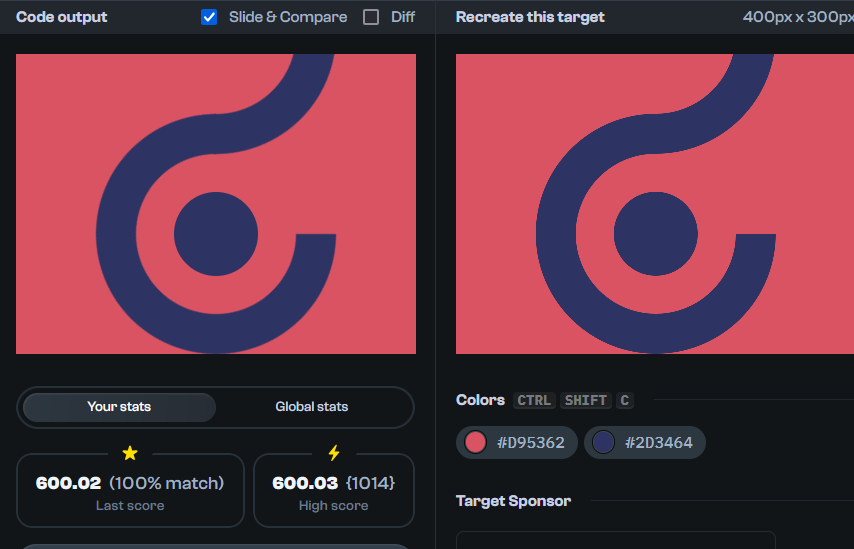 Code output
Slide & Compare
Diff
Recreate this target
400px x 300px
Your stats
Global stats
600.02 (100% match)
Last score
600.03 {1014}
High score
Colors CTRL SHIFT C
#D95362
#2D3464
Target Sponsor